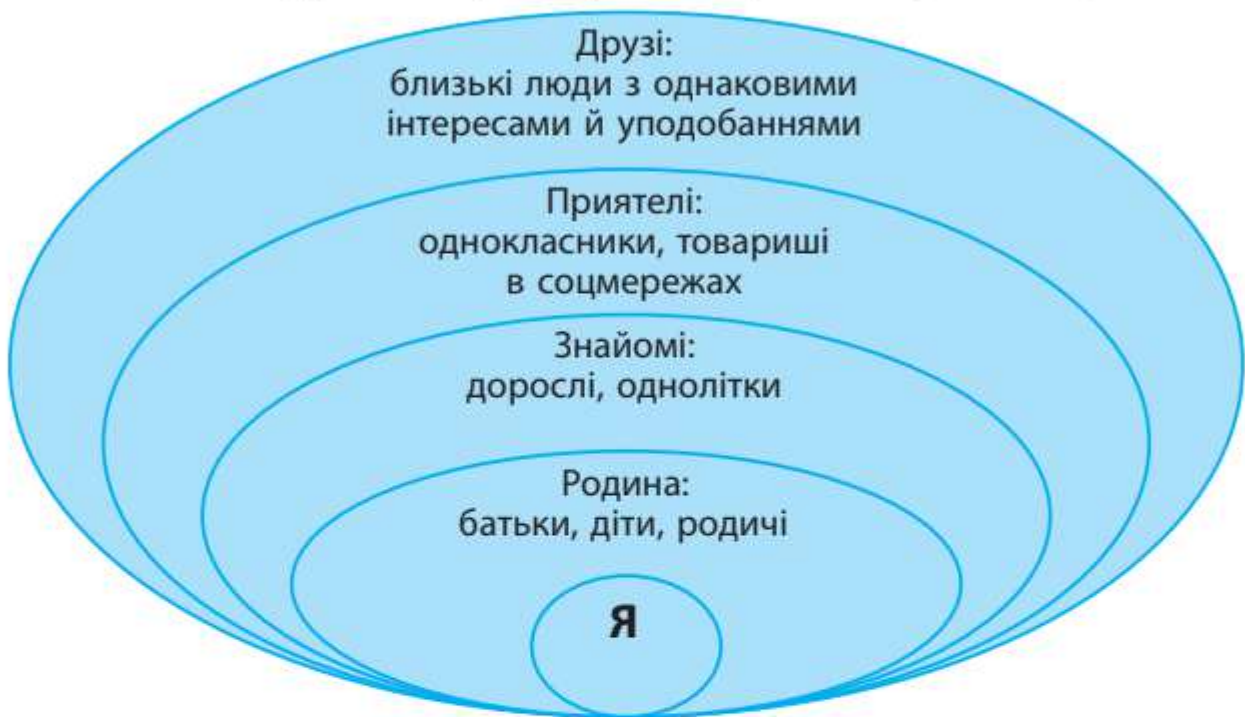 Друзі:
близькі люди з однаковими
інтересами й уподобаннями
Приятелі:
однокласники, товариші
в соцмережах
Знайомі:
дорослі, однолітки
Родина:
батьки, діти, родичі
Я